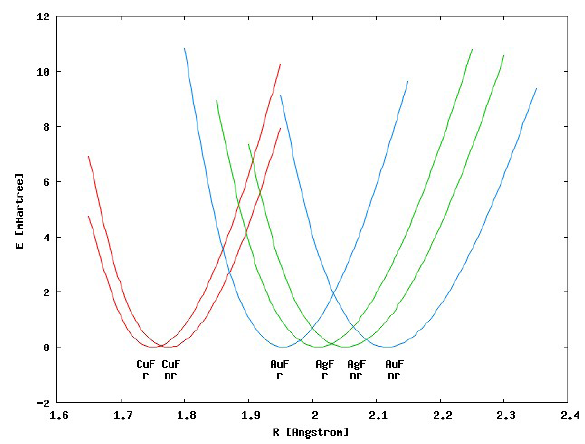 12
10
8
6
4
2
0
-2
E [mHartree]
CuF CuF AuF AgF AgF AuF
r nr r r nr nr
1.6 1.7 1.8 1.9 2 2.1 2.2 2.3 2.4
R [Angstrom]